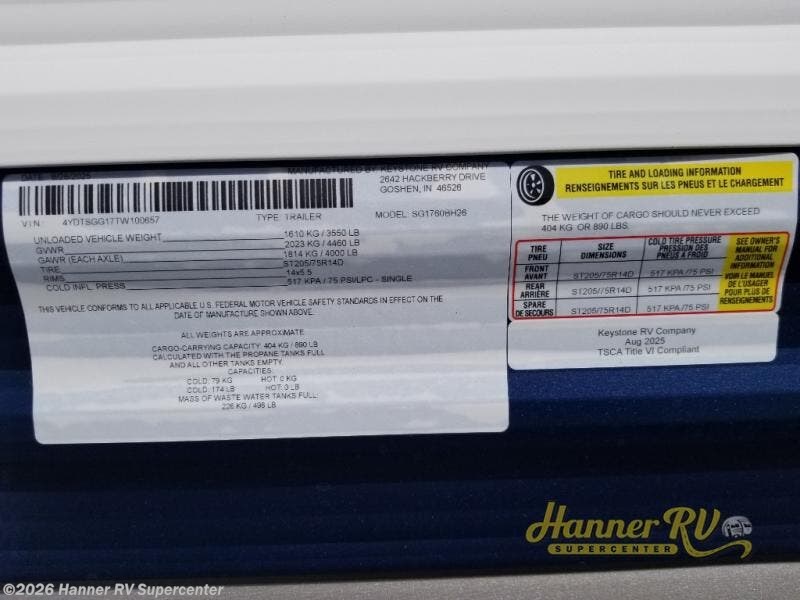 DATE: 8/26/2025 MANUFACTURED BY KEYSTONE RV COMPANY
2642 HACKBERRY DRIVE
GOSHEN, IN 46526
VIN: 4YDTSGG17TW100657 TYPE: TRAILER MODEL: SG1760BH26
UNLOADED VEHICLE WEIGHT 1610 KG / 3550 LB
GVWR 2023 KG / 4460 LB
GAWR (EACH AXLE) 1814 KG / 4000 LB
TIRE ST205/75R14D
RIMS 14x5.5
COLD INFL. PRESS 517 KPA / 75 PSI/LPC - SINGLE
THIS VEHICLE CONFORMS TO ALL APPLICABLE U.S. FEDERAL MOTOR VEHICLE SAFETY STANDARDS IN EFFECT ON THE
DATE OF MANUFACTURE SHOWN ABOVE.
ALL WEIGHTS ARE APPROXIMATE
CARGO-CARRYING CAPACITY: 404 KG / 890 LB
CALCULATED WITH THE PROPANE TANKS FULL
AND ALL OTHER TANKS EMPTY.
CAPACITIES:
COLD: 79 KG HOT: 0 KG
COLD: 174 LB HOT: 0 LB
MASS OF WASTE WATER TANKS FULL:
226 KG / 498 LB
TIRE AND LOADING INFORMATION
RENSEIGNEMENTS SUR LES PNEUS ET LE CHARGEMENT
THE WEIGHT OF CARGO SHOULD NEVER EXCEED
404 KG OR 890 LBS.
TIRE
PNEU
SIZE
DIMENSIONS
COLD TIRE PRESSURE
PRESSION DES
PNEUS A FROID
FRONT
AVANT
ST205/75R14D 517 KPA / 75 PSI
REAR
ARRIÈRE
ST205/75R14D 517 KPA / 75 PSI
SPARE
DE SECOURS
ST205/75R14D 517 KPA / 75 PSI
SEE OWNER'S
MANUAL FOR
ADDITIONAL
INFORMATION
VOIR LE MANUEL
DE L'USAGER
POUR PLUS DE
RENSEIGNEMENTS
Keystone RV Company
Aug 2025
TSCA Title VI Compliant
Hanner RV
SUPERCENTER
©2026 Hanner RV Supercenter